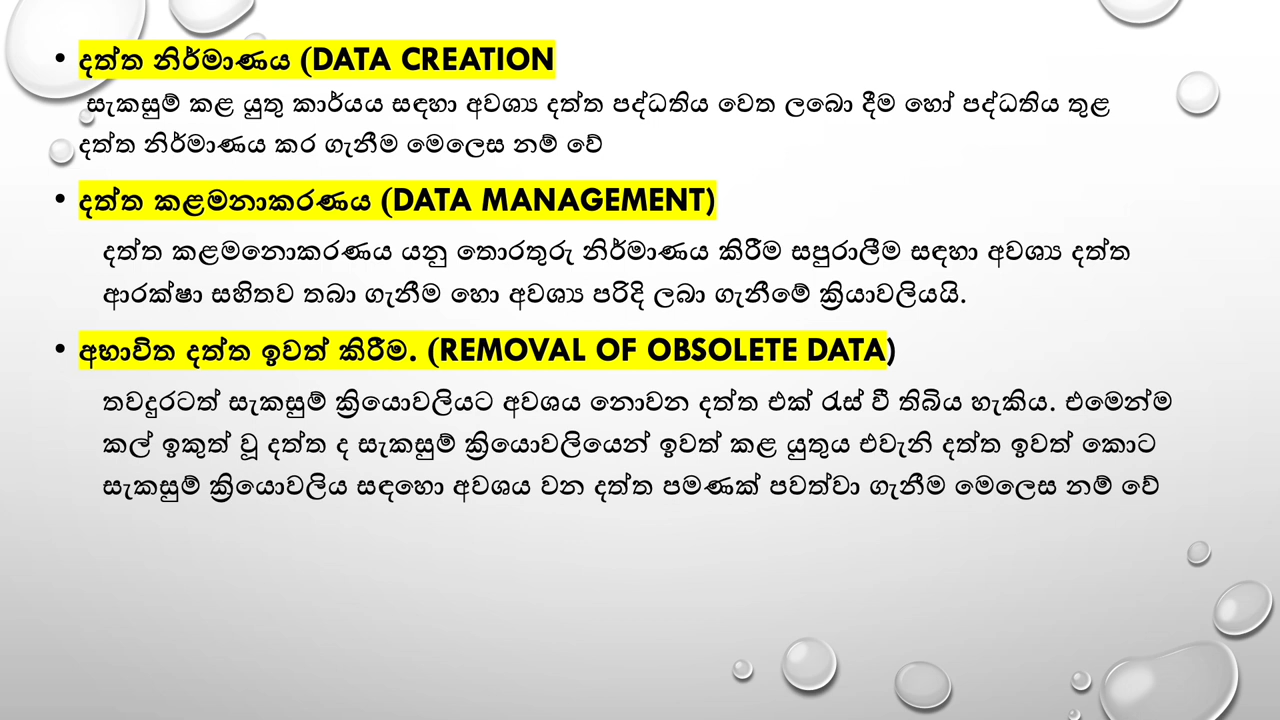 • දත්ත නිර්මාණය (DATA CREATION
සැකසුම් කළ යුතු කාර්යය සඳහා අවශ්‍ය දත්ත පද්ධතිය වෙත ලබො දීම හෝ පද්ධතිය තුළ
දත්ත නිර්මාණය කර ගැනීම මෙලෙස නම් වේ
• දත්ත කළමනාකරණය (DATA MANAGEMENT)
දත්ත කළමනොකරණය යනු තොරතුරු නිර්මාණය කිරීම සපුරාලීම සඳහා අවශ්‍ය දත්ත
ආරක්ෂා සහිතව තබා ගැනීම හො අවශ්‍ය පරිදි ලබා ගැනීමේ ක්‍රියාවලියයි.
• අභාවිත දත්ත ඉවත් කිරීම. (REMOVAL OF OBSOLETE DATA)
තවදුරටත් සැකසුම් ක්‍රියොවලියට අවශය නොවන දත්ත එක් රැස් වී තිබිය හැකිය. එමෙන්ම
කල් ඉකුත් වූ දත්ත ද සැකසුම් ක්‍රියොවලියෙන් ඉවත් කළ යුතුය එවැනි දත්ත ඉවත් කොට
සැකසුම් ක්‍රියොවලිය සඳහො අවශය වන දත්ත පමණක් පවත්වා ගැනීම මෙලෙස නම් වේ